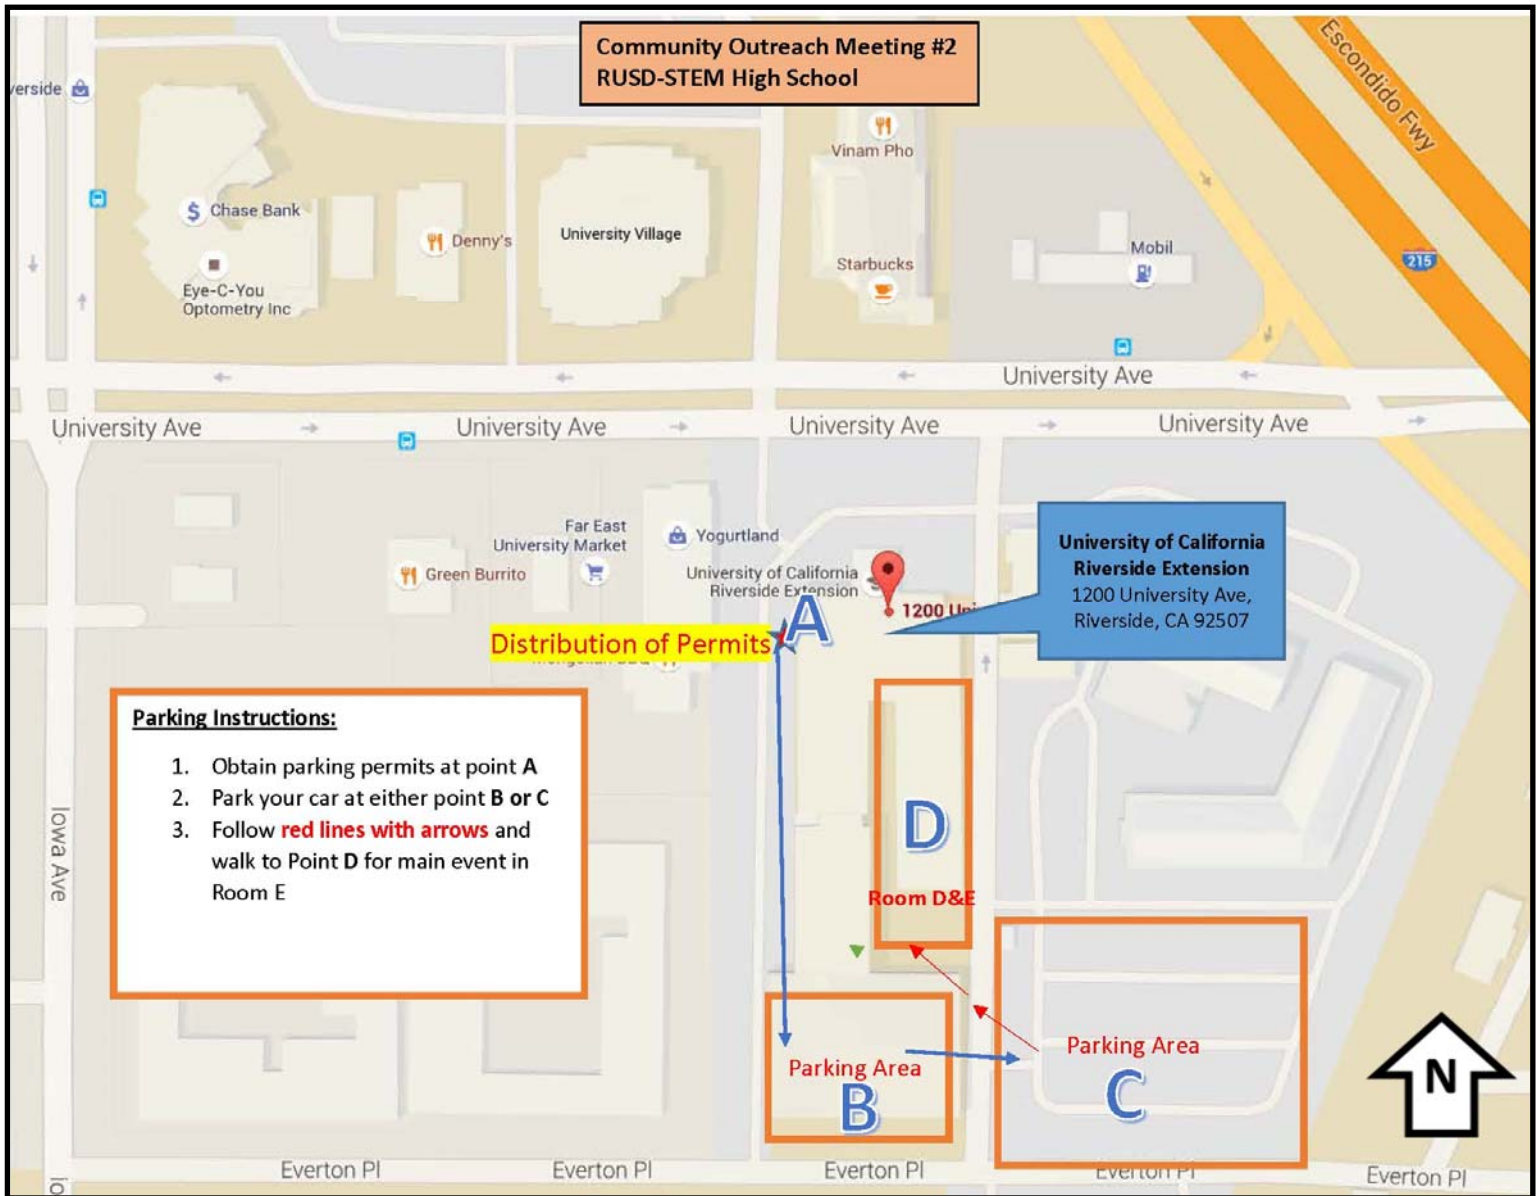 Community Outreach Meeting #2
RUSD-STEM High School
Escondido Fwy
verside
Vinam Pho
Chase Bank
Denny's
University Village
Starbucks
Mobil
215
Eye-C-You
Optometry Inc
University Ave
University Ave
University Ave
University Ave
University Ave
Far East
University Market
Yogurtland
Green Burrito
University of California
Riverside Extension
1200 Uni
University of California
Riverside Extension
1200 University Ave,
Riverside, CA 92507
A
Distribution of Permits
Parking Instructions:
1. Obtain parking permits at point A
2. Park your car at either point B or C
3. Follow red lines with arrows and
walk to Point D for main event in
Room E
Iowa Ave
D
Room D&E
Parking Area
B
Parking Area
C
N
Everton Pl
Everton Pl
Everton Pl
Everton Pl
Everton Pl